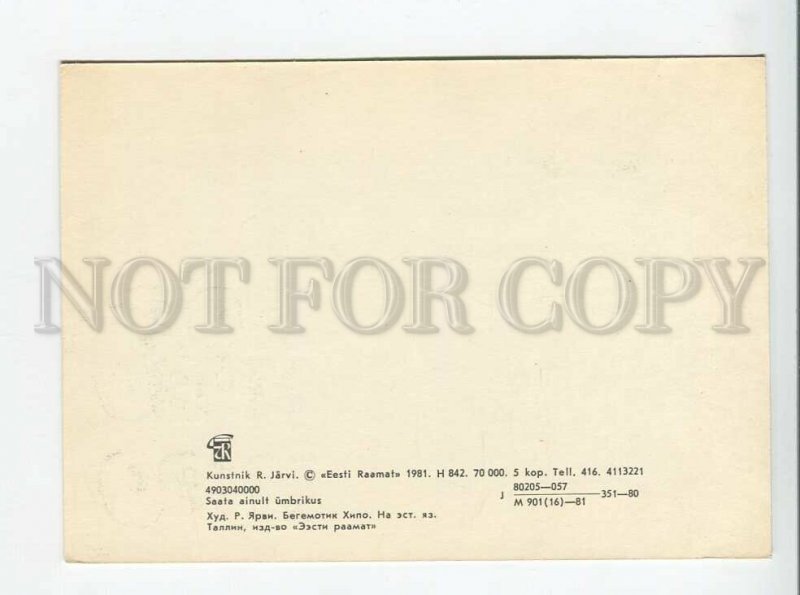 NOT FOR COPY
Kunstnik R. Järvi. © «Eesti Raamat» 1981. H 842. 70 000. 5 kop. Tell. 416. 4113221
4903040000
Saata ainult ümbrikus
J 80205—057 / M 901(16)—81 351—80
Худ. Р. Ярви. Бегемотик Хипо. На эст. яз.
Таллин, изд-во «Ээсти раамат»